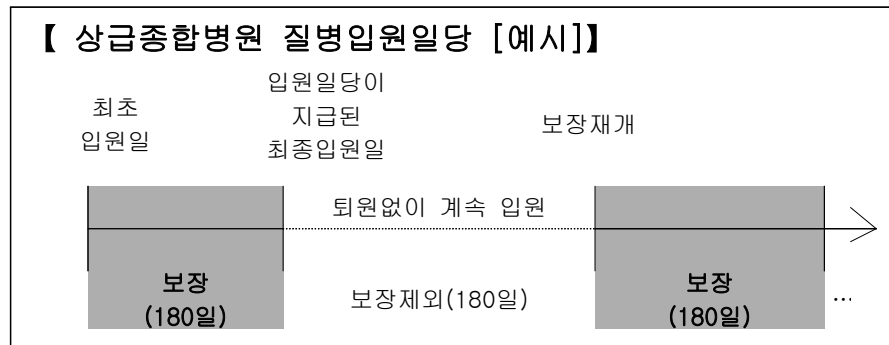 【 상급종합병원 질병입원일당 [예시]】
최초
입원일
입원일당이
지급된
최종입원일
보장재개
퇴원없이 계속 입원
보장
(180일)
보장제외(180일)
보장
(180일)
…